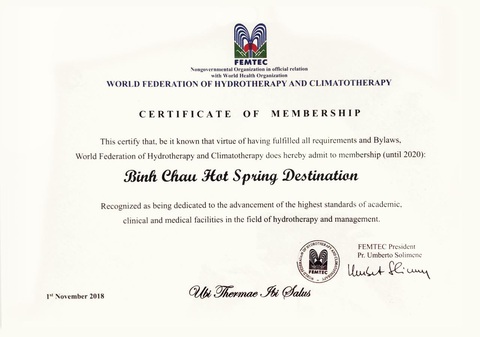 FEMTEC
Nongovernmental Organization in official relation
with World Health Organization
WORLD FEDERATION OF HYDROTHERAPY AND CLIMATOTHERAPY
CERTIFICATE OF MEMBERSHIP
This certify that, be it known that virtue of having fulfilled all requirements and Bylaws,
World Federation of Hydrotherapy and Climatotherapy does hereby admit to membership (until 2020):
Binh Chau Hot Spring Destination
Recognized as being dedicated to the advancement of the highest standards of academic,
clinical and medical facilities in the field of hydrotherapy and management.
FEMTEC President
Pr. Umberto Solimene
FEMTEC
1st November 2018
Ubi Thermae Ibi Salus